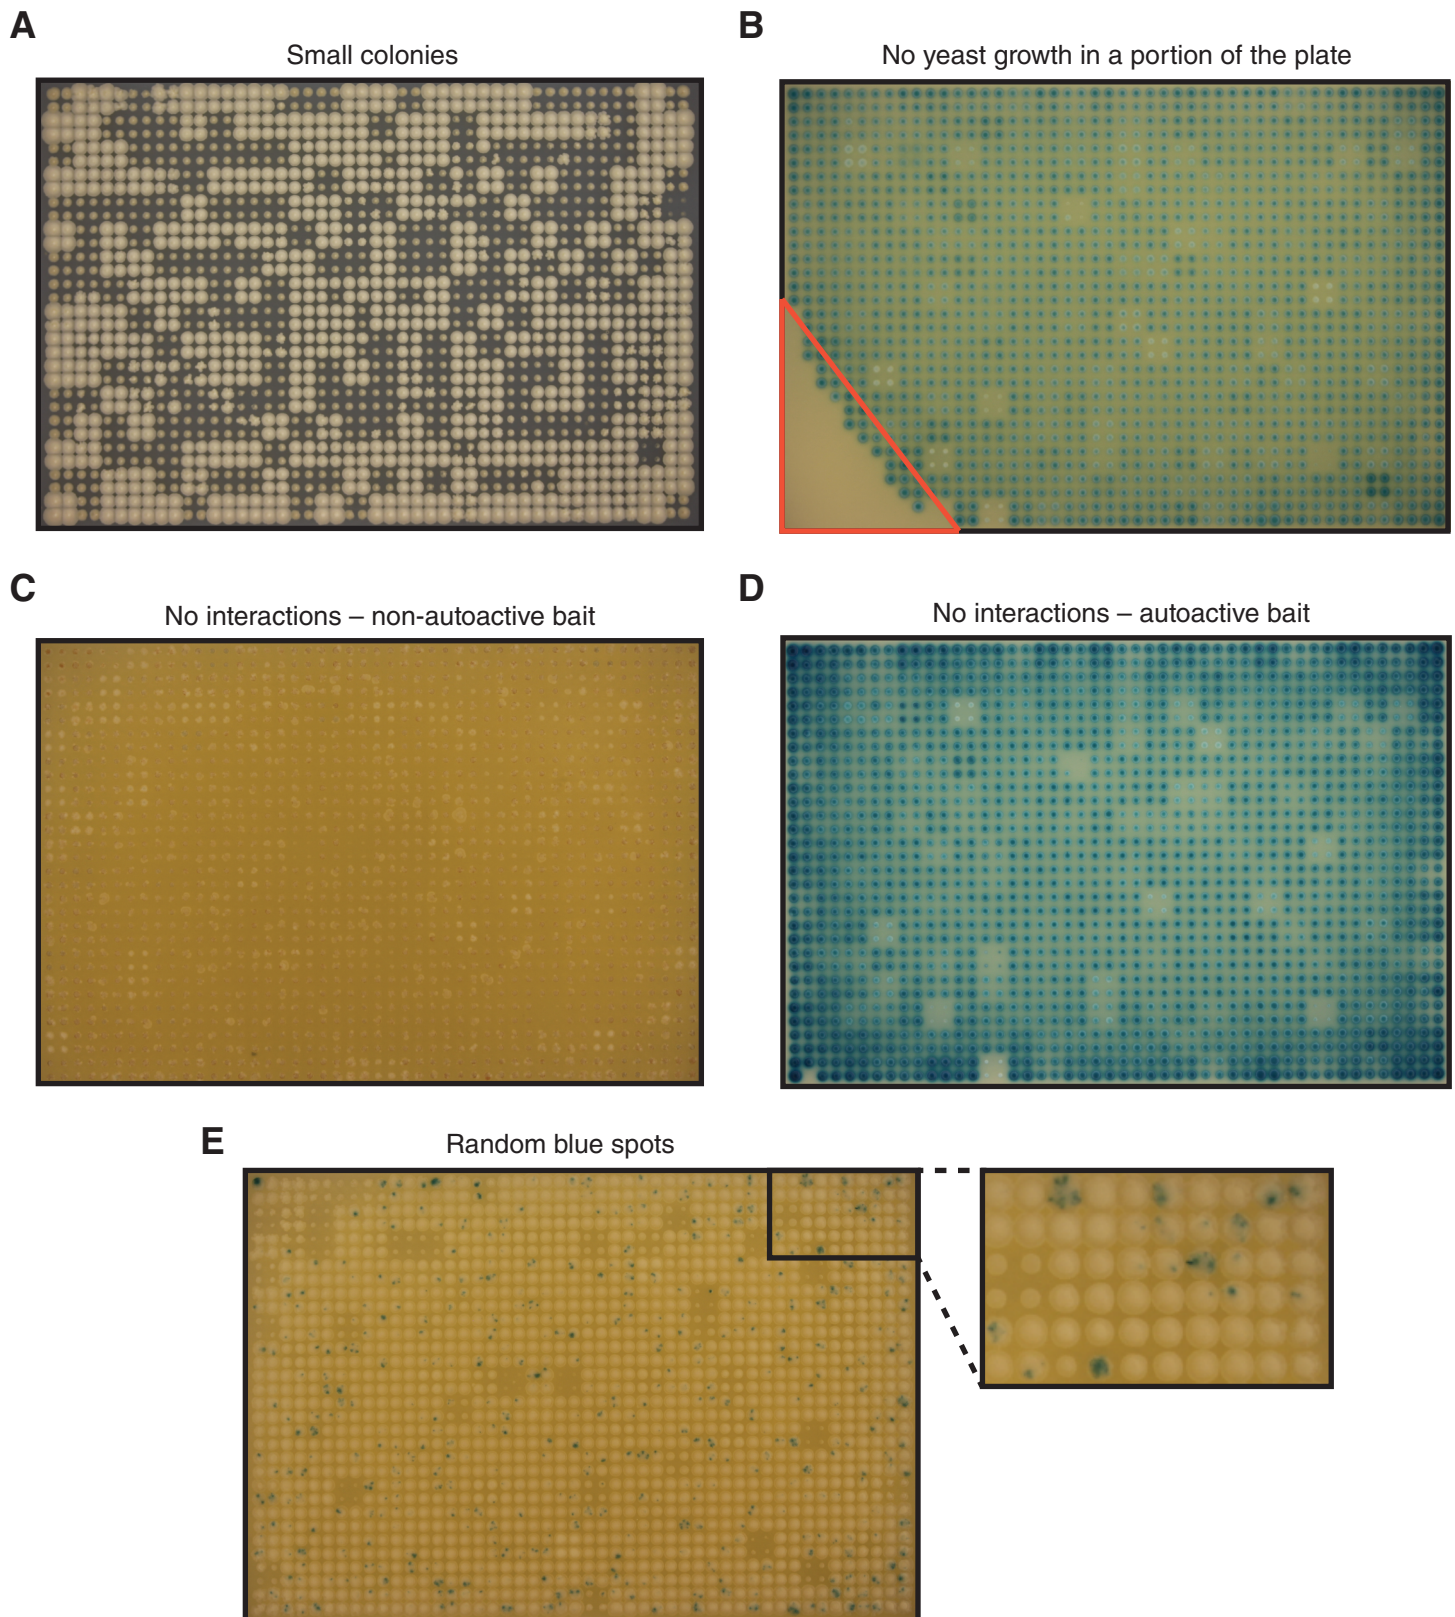 A
Small colonies
B
No yeast growth in a portion of the plate
C
No interactions – non-autoactive bait
D
No interactions – autoactive bait
E
Random blue spots